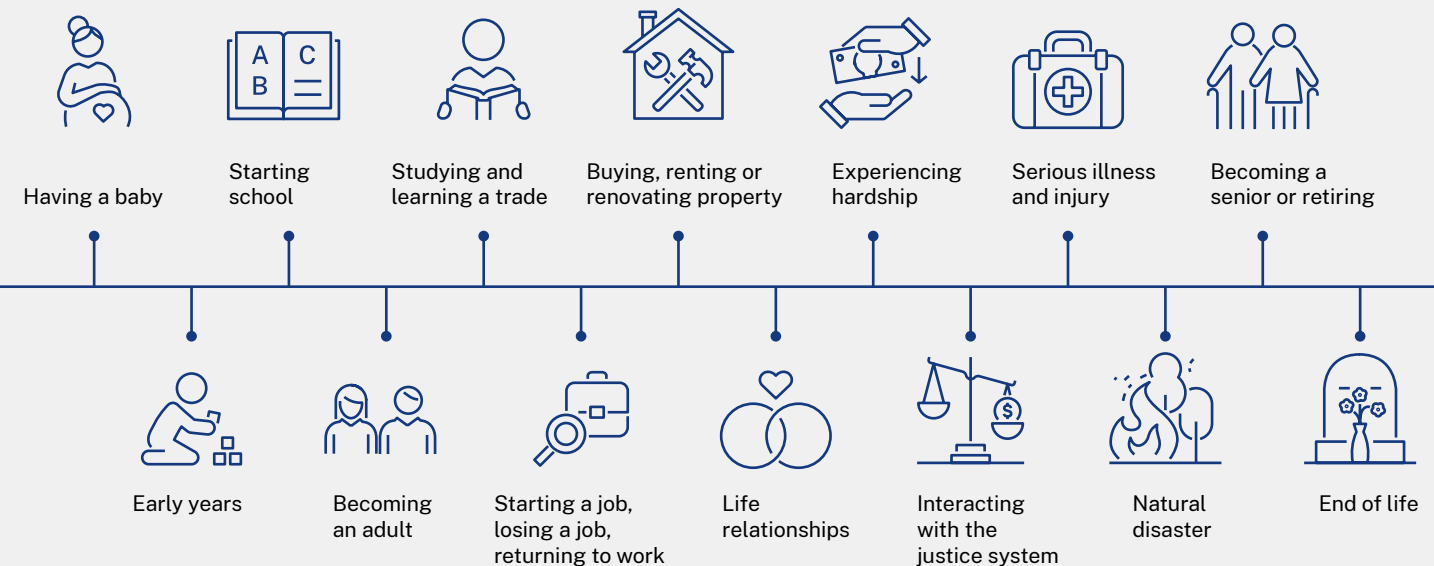 A
B
C
$
Having a baby
Starting
school
Studying and
learning a trade
Buying, renting or
renovating property
Experiencing
hardship
Serious illness
and injury
Becoming a
senior or retiring
Early years
Becoming
an adult
Starting a job,
losing a job,
returning to work
Life
relationships
Interacting
with the
justice system
Natural
disaster
End of life